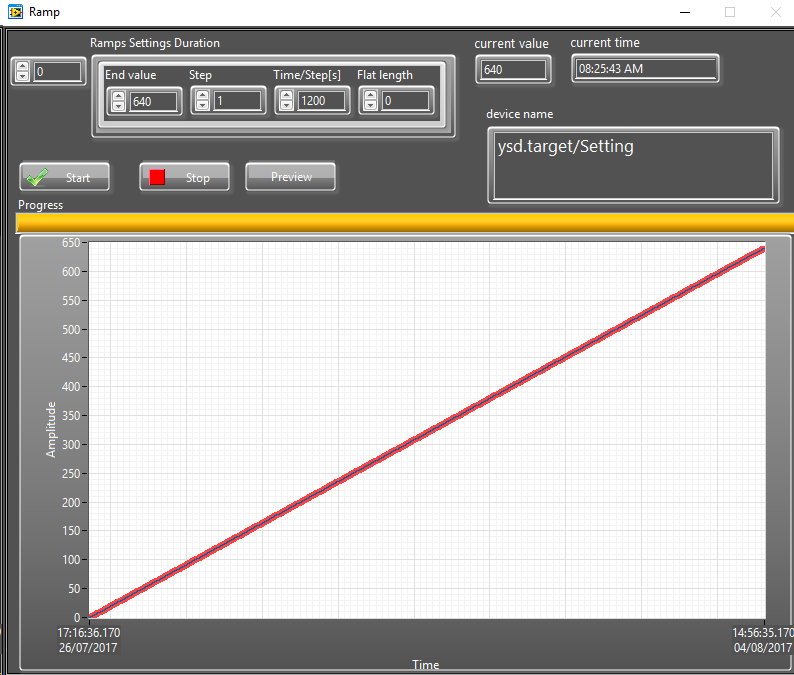 Ramp
Ramps Settings Duration
current value
current time
0
End value
Step
Time/Step[s]
Flat length
640
1
1200
0
640
08:25:43 AM
device name
ysd.target/Setting
Start
Stop
Preview
Progress
650
600
550
500
450
400
350
300
250
200
150
100
50
0
Amplitude
17:16:36.170
26/07/2017
14:56:35.170
04/08/2017
Time